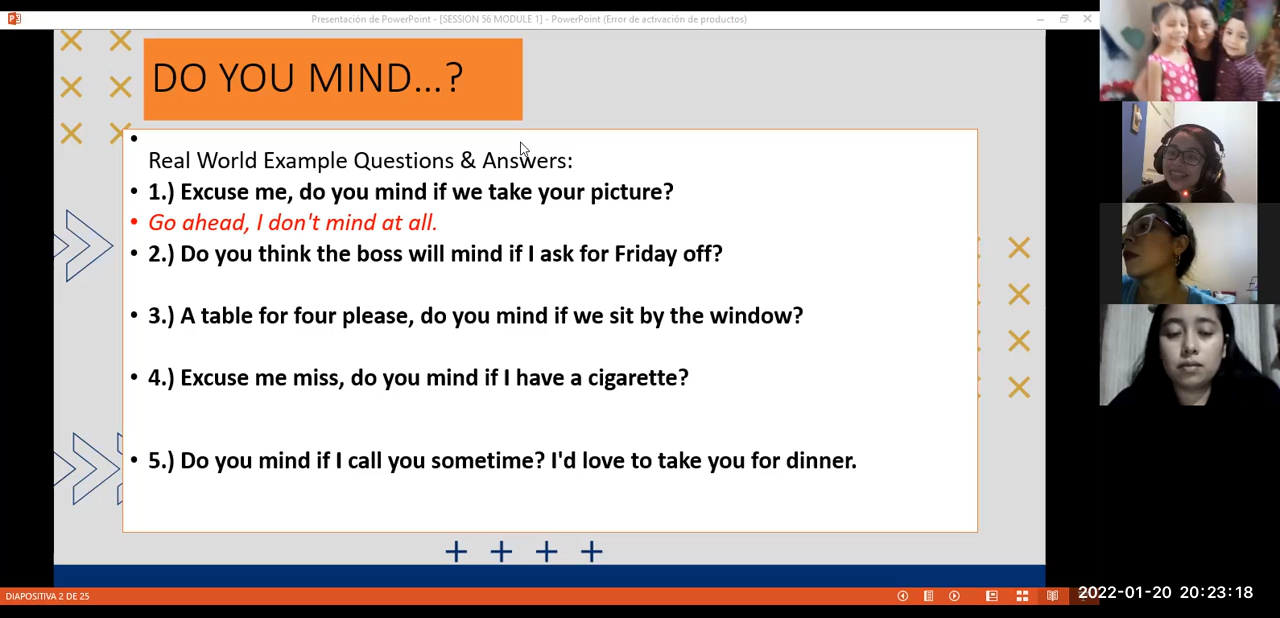 Presentación de PowerPoint - [SESSION 56 MODULE 1] - PowerPoint (Error de activación de productos)
DO YOU MIND...?
Real World Example Questions & Answers:
• 1.) Excuse me, do you mind if we take your picture?
• Go ahead, I don't mind at all.
• 2.) Do you think the boss will mind if I ask for Friday off?
• 3.) A table for four please, do you mind if we sit by the window?
• 4.) Excuse me miss, do you mind if I have a cigarette?
• 5.) Do you mind if I call you sometime? I'd love to take you for dinner.
DIAPOSITIVA 2 DE 25
2022-01-20 20:23:18